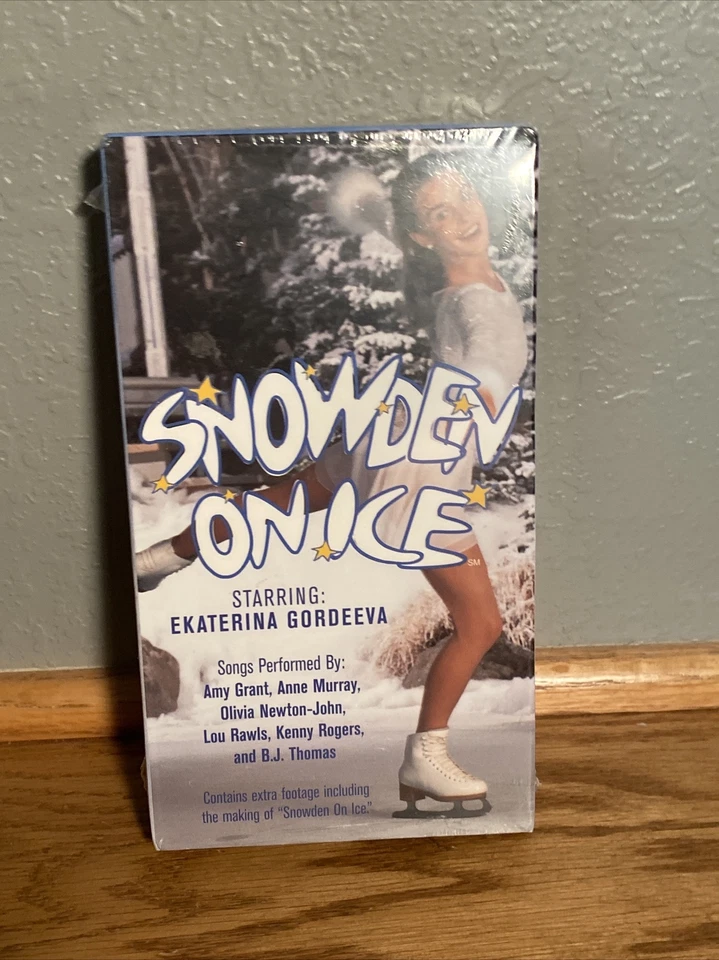 SNOWDEN
ON ICE
SM
STARRING:
EKATERINA GORDEEVA
Songs Performed By:
Amy Grant, Anne Murray,
Olivia Newton-John,
Lou Rawls, Kenny Rogers,
and B.J. Thomas
Contains extra footage including
the making of "Snowden On Ice."